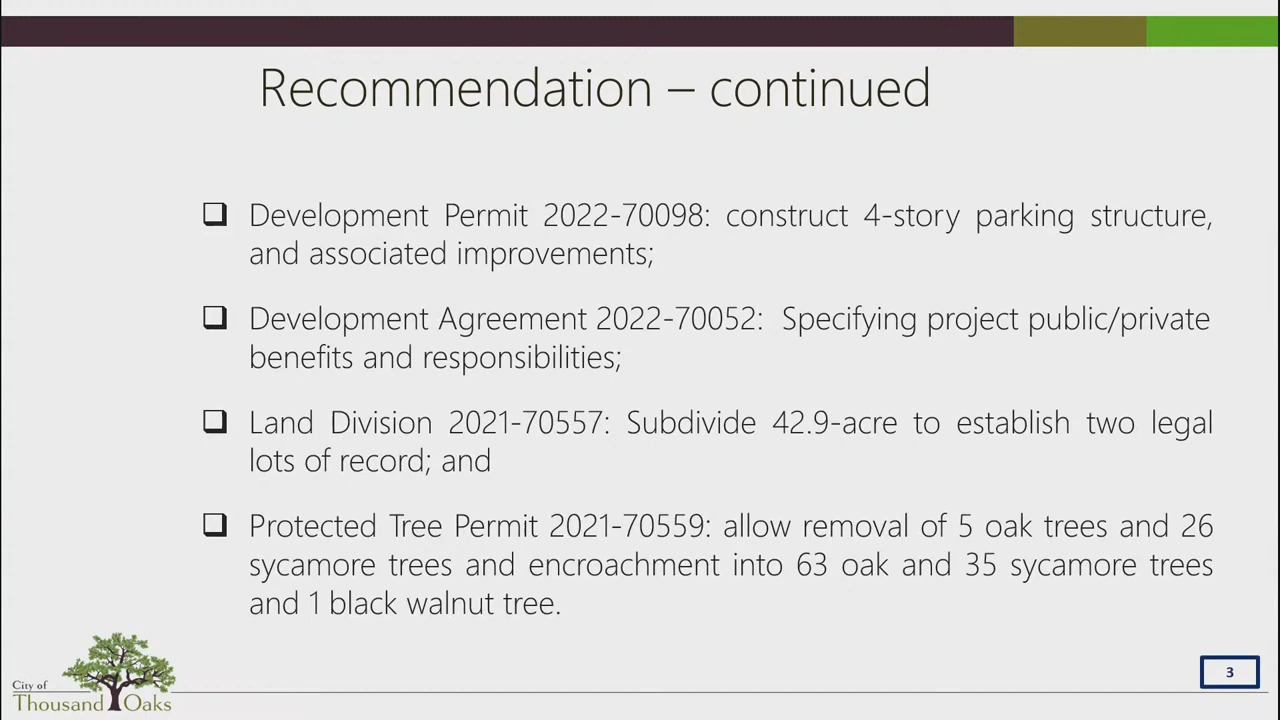 Recommendation – continued
Development Permit 2022-70098: construct 4-story parking structure,
and associated improvements;
Development Agreement 2022-70052: Specifying project public/private
benefits and responsibilities;
Land Division 2021-70557: Subdivide 42.9-acre to establish two legal
lots of record; and
Protected Tree Permit 2021-70559: allow removal of 5 oak trees and 26
sycamore trees and encroachment into 63 oak and 35 sycamore trees
and 1 black walnut tree.
City of
Thousand Oaks
3